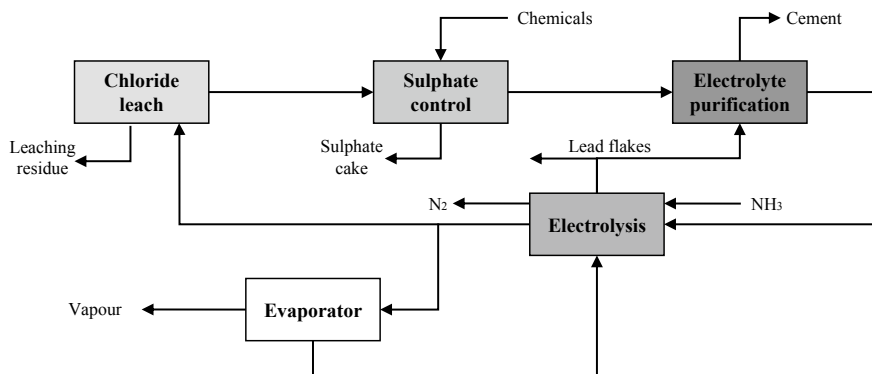 Chemicals
Cement
Chloride
leach
Sulphate
control
Electrolyte
purification
Leaching
residue
Sulphate
cake
Lead flakes
N₂
NH₃
Electrolysis
Vapour
Evaporator